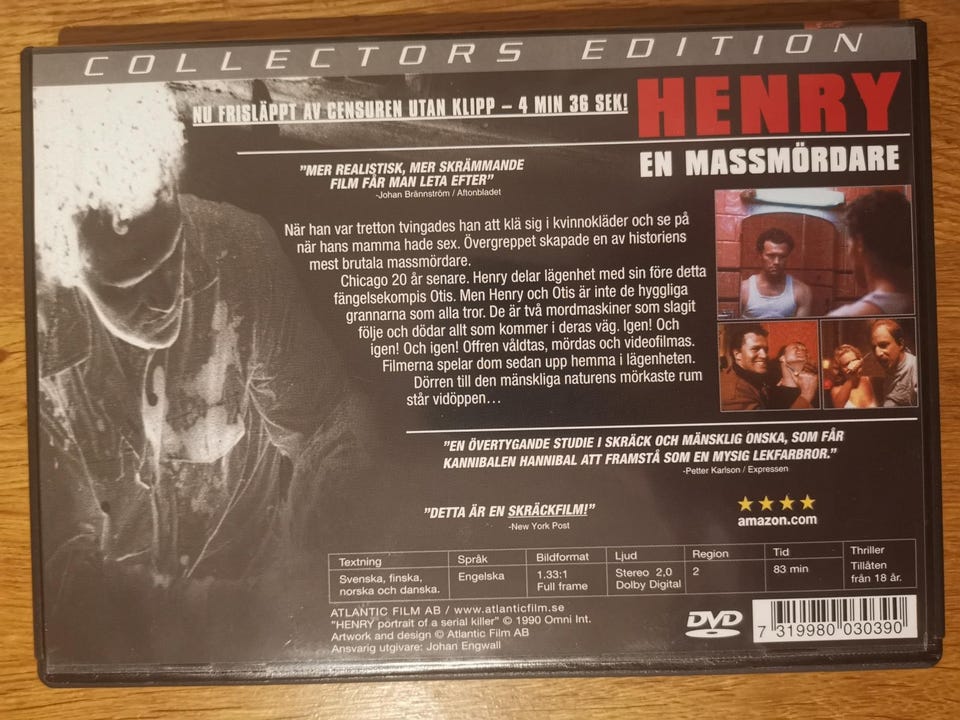 COLLECTORS EDITION
NU FRISLÄPPT AV CENSUREN UTAN KLIPP – 4 MIN 36 SEK!
HENRY
EN MASSMÖRDARE
"MER REALISTISK, MER SKRÄMMANDE
FILM FÅR MAN LETA EFTER"
-Johan Brännström / Aftonbladet
När han var tretton tvingades han att klä sig i kvinnokläder och se på
när hans mamma hade sex. Övergreppet skapade en av historiens
mest brutala massmördare.
Chicago 20 år senare. Henry delar lägenhet med sin före detta
fängelsekompis Otis. Men Henry och Otis är inte de hyggliga
grannarna som alla tror. De är två mordmaskiner som slagit
följe och dödar allt som kommer i deras väg. Igen! Och
igen! Och igen! Offren våldtas, mördas och videofilmas.
Filmerna spelar dom sedan upp hemma i lägenheten.
Dörren till den mänskliga naturens mörkaste rum
står vidöppen…
"EN ÖVERTYGANDE STUDIE I SKRÄCK OCH MÄNSKLIG ONSKA, SOM FÅR
KANNIBALEN HANNIBAL ATT FRAMSTÅ SOM EN MYSIG LEKFARBROR."
-Petter Karlson / Expressen
"DETTA ÄR EN SKRÄCKFILM!"
-New York Post
amazon.com
Textning Språk Bildformat Ljud Region Tid Thriller
Svenska, finska, Engelska 1.33:1 Stereo 2,0 2 83 min Tillåten
norska och danska. Full frame Dolby Digital från 18 år.
ATLANTIC FILM AB / www.atlanticfilm.se
"HENRY portrait of a serial killer" © 1990 Omni Int.
Artwork and design © Atlantic Film AB
Ansvarig utgivare: Johan Engwall
DVD
7 319980 030390